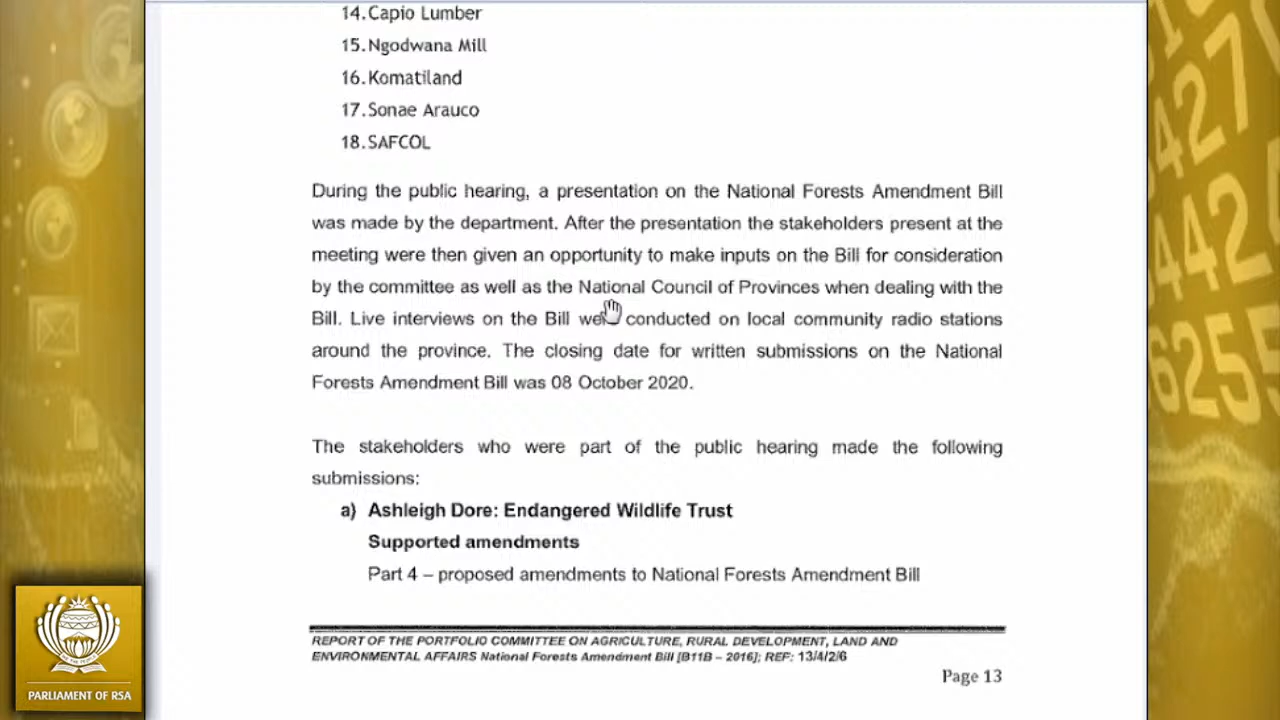 14. Capio Lumber
15. Ngodwana Mill
16. Komatiland
17. Sonae Arauco
18. SAFCOL
During the public hearing, a presentation on the National Forests Amendment Bill
was made by the department. After the presentation the stakeholders present at the
meeting were then given an opportunity to make inputs on the Bill for consideration
by the committee as well as the National Council of Provinces when dealing with the
Bill. Live interviews on the Bill were conducted on local community radio stations
around the province. The closing date for written submissions on the National
Forests Amendment Bill was 08 October 2020.
The stakeholders who were part of the public hearing made the following
submissions:
a) Ashleigh Dore: Endangered Wildlife Trust
Supported amendments
Part 4 – proposed amendments to National Forests Amendment Bill
REPORT OF THE PORTFOLIO COMMITTEE ON AGRICULTURE, RURAL DEVELOPMENT, LAND AND
ENVIRONMENTAL AFFAIRS National Forests Amendment Bill [B11B – 2016]; REF: 13/4/2/6
Page 13
PARLIAMENT OF RSA
427
442
6255